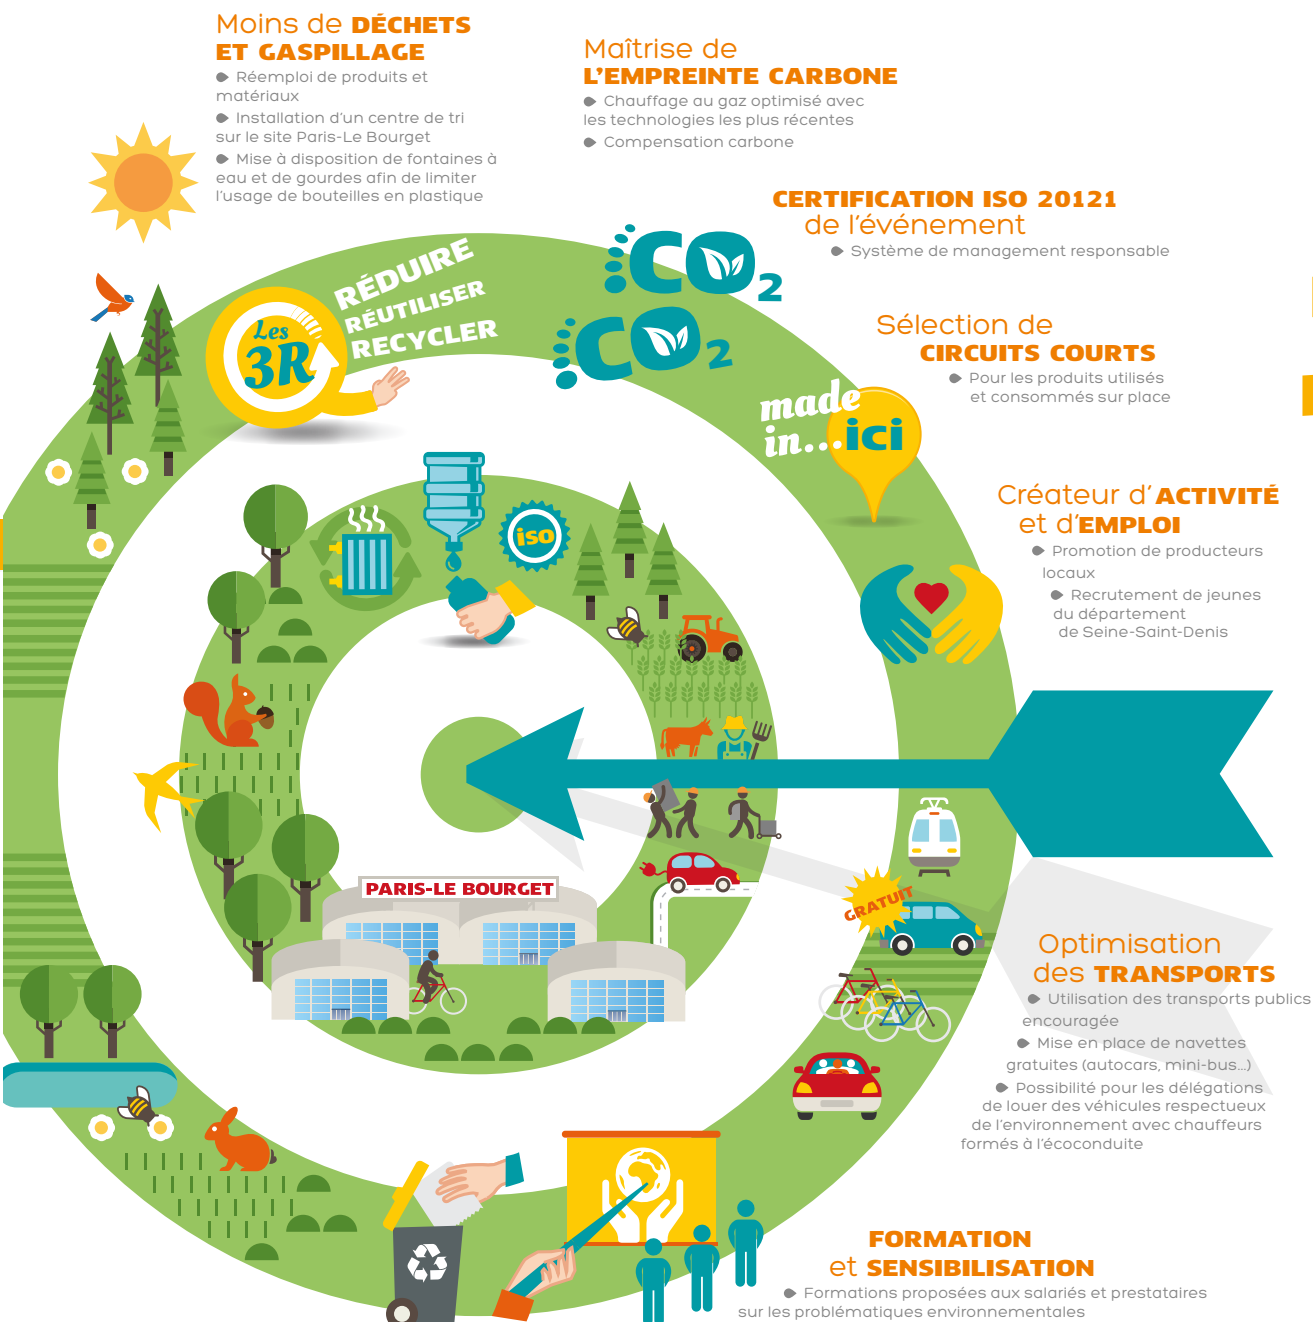 Moins de DÉCHETS
ET GASPILLAGE
Réemploi de produits et
matériaux
Installation d'un centre de tri
sur le site Paris-Le Bourget
Mise à disposition de fontaines à
eau et de gourdes afin de limiter
l'usage de bouteilles en plastique
Maîtrise de
L'EMPREINTE CARBONE
Chauffage au gaz optimisé avec
les technologies les plus récentes
Compensation carbone
CERTIFICATION ISO 20121
de l'événement
Système de management responsable
RÉDUIRE
RÉUTILISER
RECYCLER
Les
3R
CO2
CO2
Sélection de
CIRCUITS COURTS
Pour les produits utilisés
et consommés sur place
made
in...ici
iso
Créateur d'ACTIVITÉ
et d'EMPLOI
Promotion de producteurs
locaux
Recrutement de jeunes
du département
de Seine-Saint-Denis
PARIS-LE BOURGET
GRATUIT
Optimisation
des TRANSPORTS
Utilisation des transports publics
encouragée
Mise en place de navettes
gratuites (autocars, mini-bus...)
Possibilité pour les délégations
de louer des véhicules respectueux
de l'environnement avec chauffeurs
formés à l'écoconduite
FORMATION
et SENSIBILISATION
Formations proposées aux salariés et prestataires
sur les problématiques environnementales